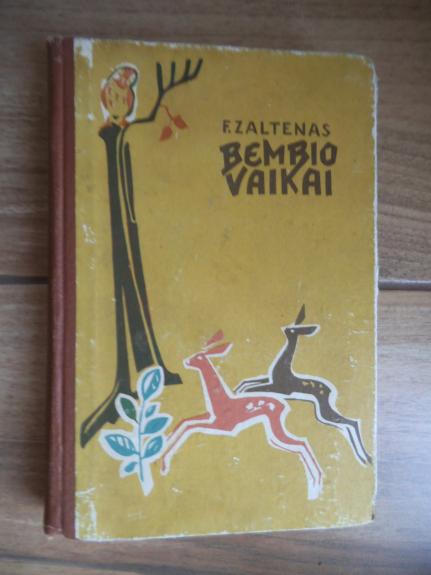 F. ZALTENAS
BEMBIO
VAIKAI